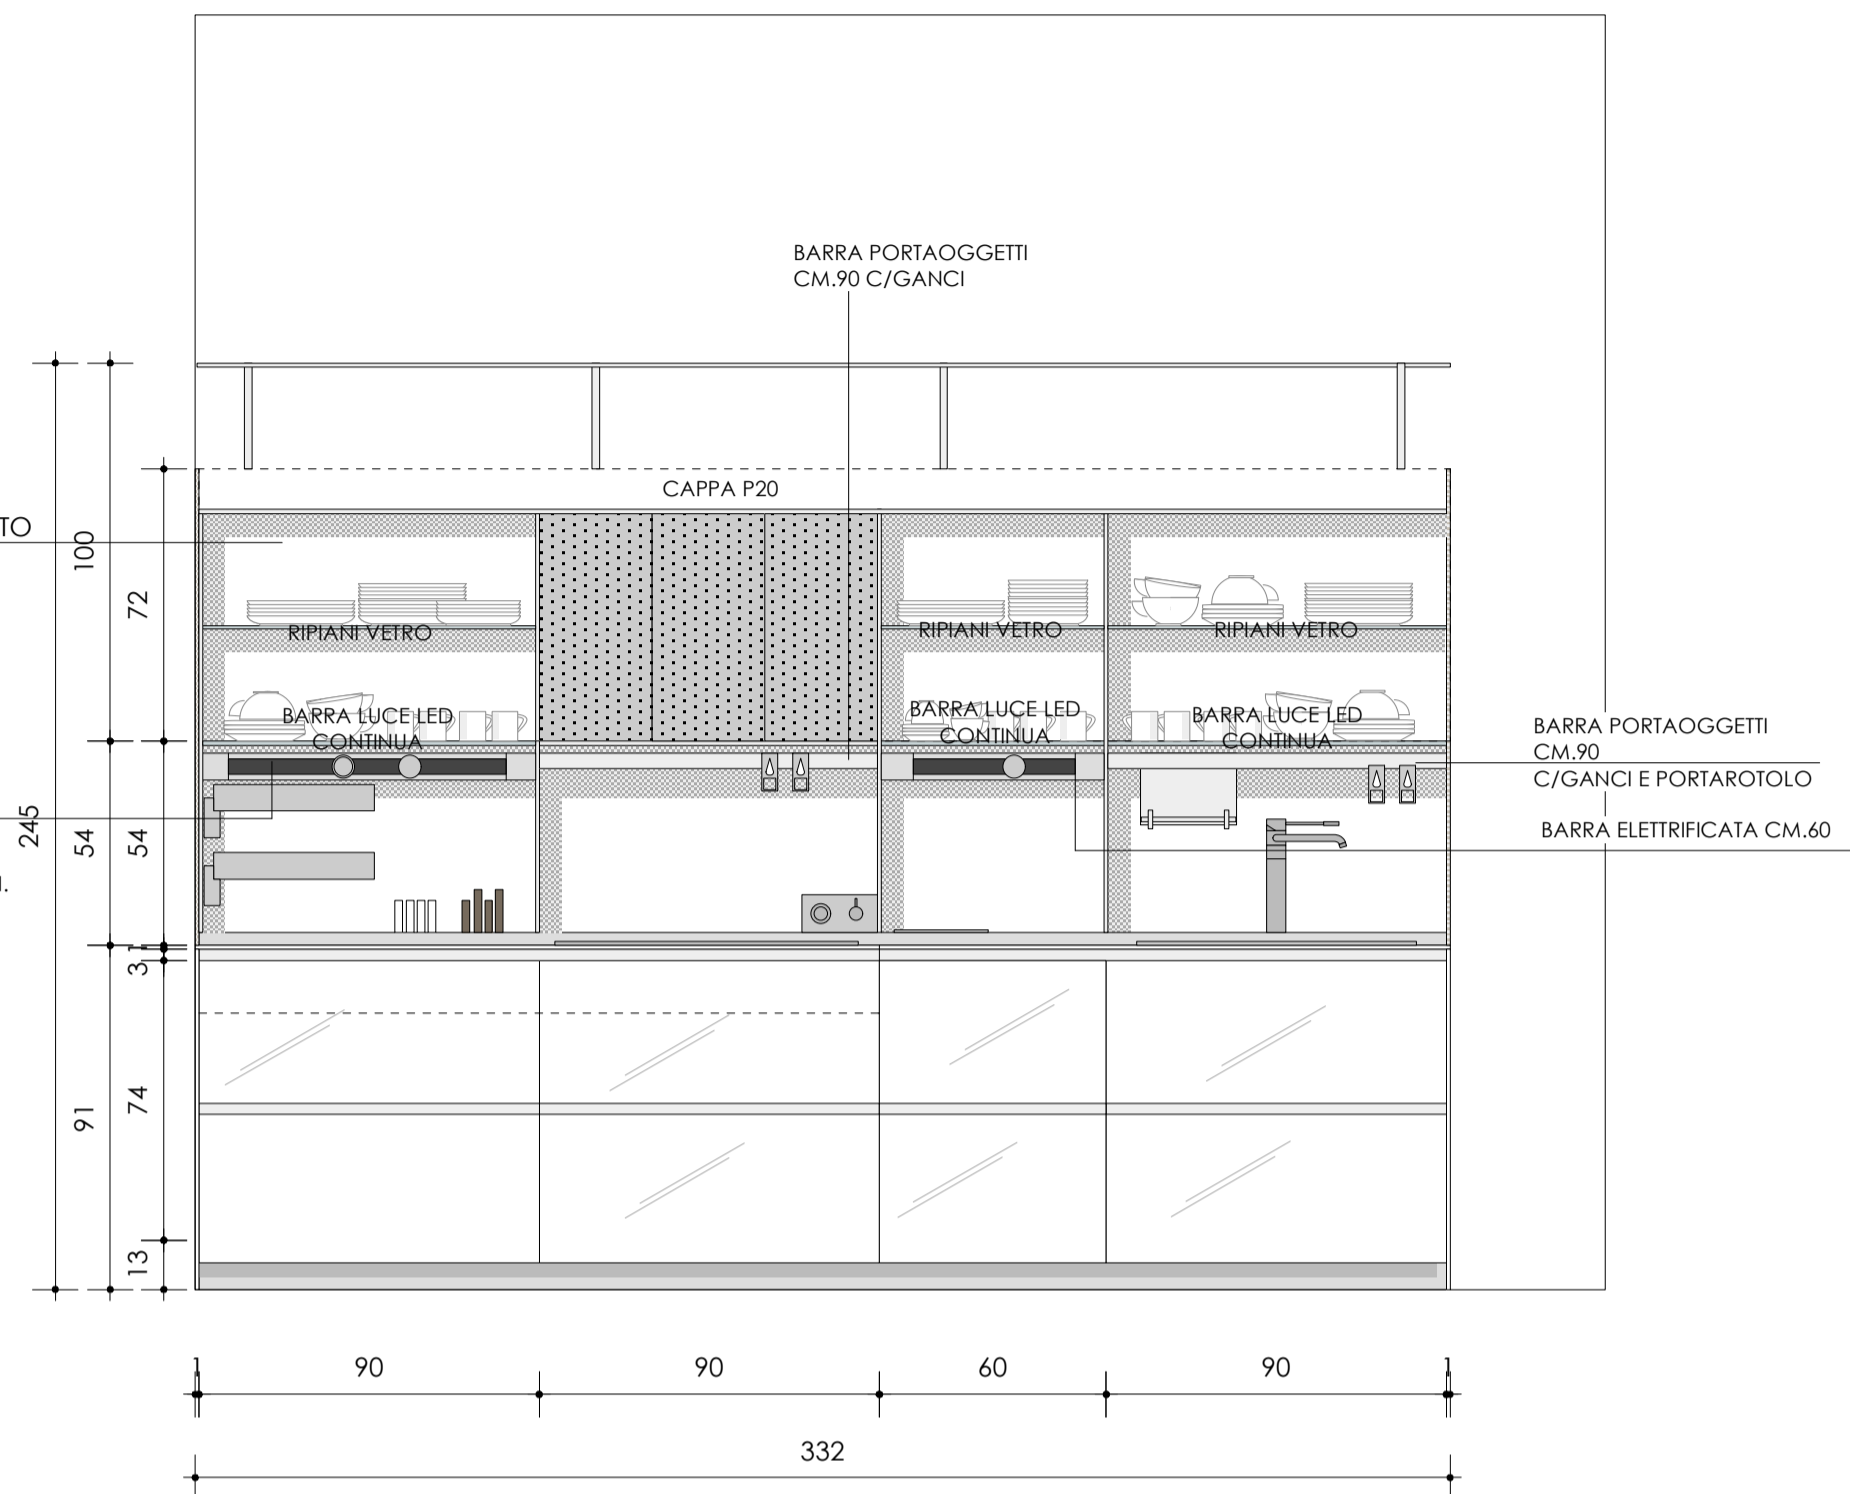 BARRA PORTAOGGETTI
CM.90 C/GANCI
CAPPA P20
TO
100
72
RIPIANI VETRO
RIPIANI VETRO
RIPIANI VETRO
BARRA LUCE LED
CONTINUA
BARRA LUCE LED
CONTINUA
BARRA LUCE LED
CONTINUA
BARRA PORTAOGGETTI
CM.90
C/GANCI E PORTAROTOLO
BARRA ELETTRIFICATA CM.60
245
54
54
3
1
91
74
13
1
90
90
60
90
1
332